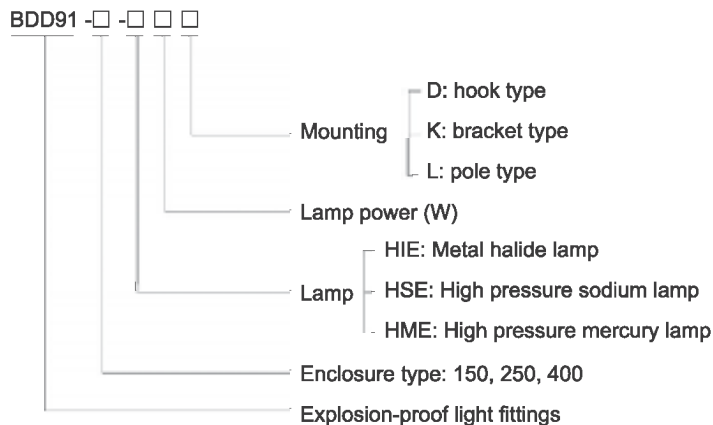 BDD91 -□ -□ □ □
D: hook type
Mounting
K: bracket type
L: pole type
Lamp power (W)
HIE: Metal halide lamp
Lamp
HSE: High pressure sodium lamp
HME: High pressure mercury lamp
Enclosure type: 150, 250, 400
Explosion-proof light fittings